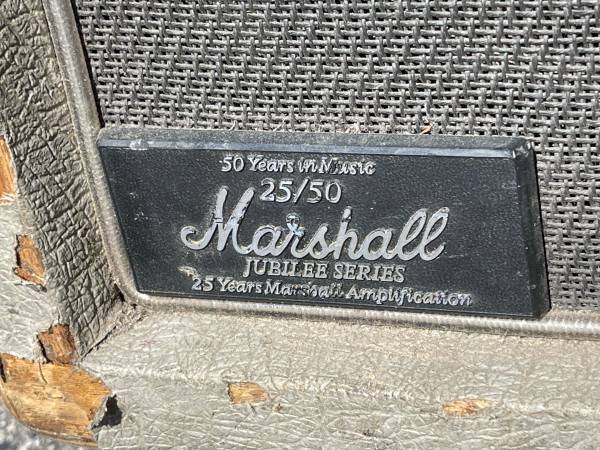 50 Years in Music
25/50
Marshall
JUBILEE SERIES
25 Years Marshall Amplification